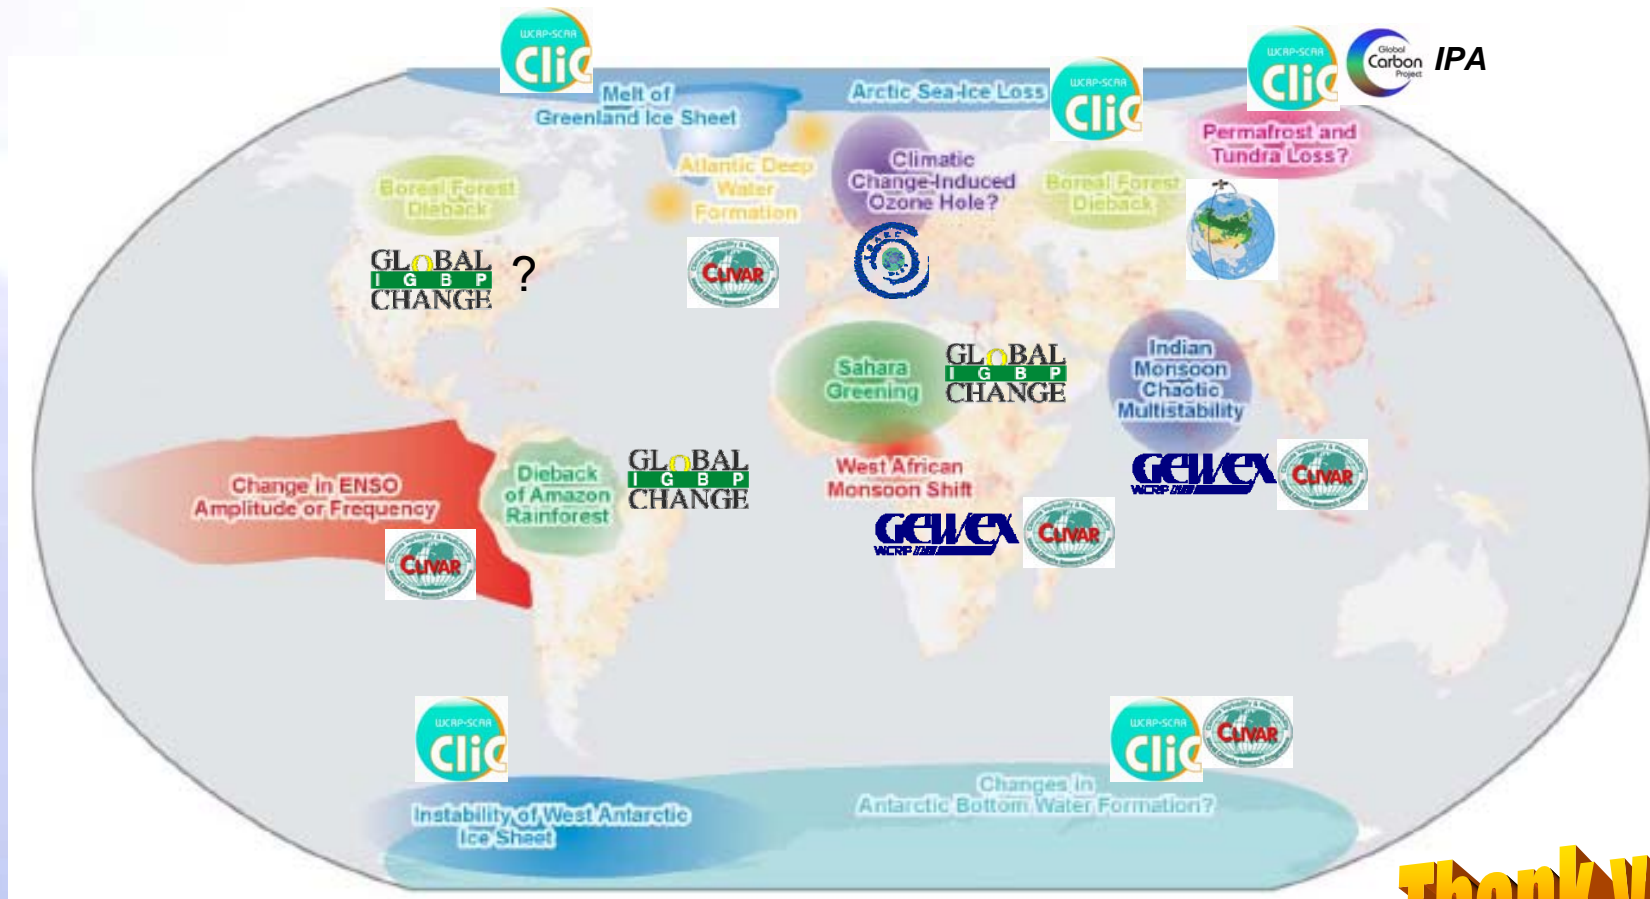 WCRP-SCAR
CliC
WCRP-SCAR
CliC
Global
Carbon
Project
IPA
WCRP-SCAR
CliC
Melt of
Greenland Ice Sheet
Arctic Sea-Ice Loss
Permafrost and
Tundra Loss?
Atlantic Deep
Water
Formation
Climatic
Change-Induced
Ozone Hole?
Boreal Forest
Dieback
Boreal Forest
Dieback
GLOBAL
I G B P
CHANGE
?
CLIVAR
SPARC
Sahara
Greening
GLOBAL
I G B P
CHANGE
Indian
Monsoon
Chaotic
Multistability
Change in ENSO
Amplitude or Frequency
CLIVAR
Dieback
of Amazon
Rainforest
GLOBAL
I G B P
CHANGE
West African
Monsoon Shift
GEWEX
WCRP
CLIVAR
GEWEX
WCRP
CLIVAR
WCRP-SCAR
CliC
WCRP-SCAR
CliC
CLIVAR
Instability of West Antarctic
Ice Sheet
Changes in
Antarctic Bottom Water Formation?
Thank